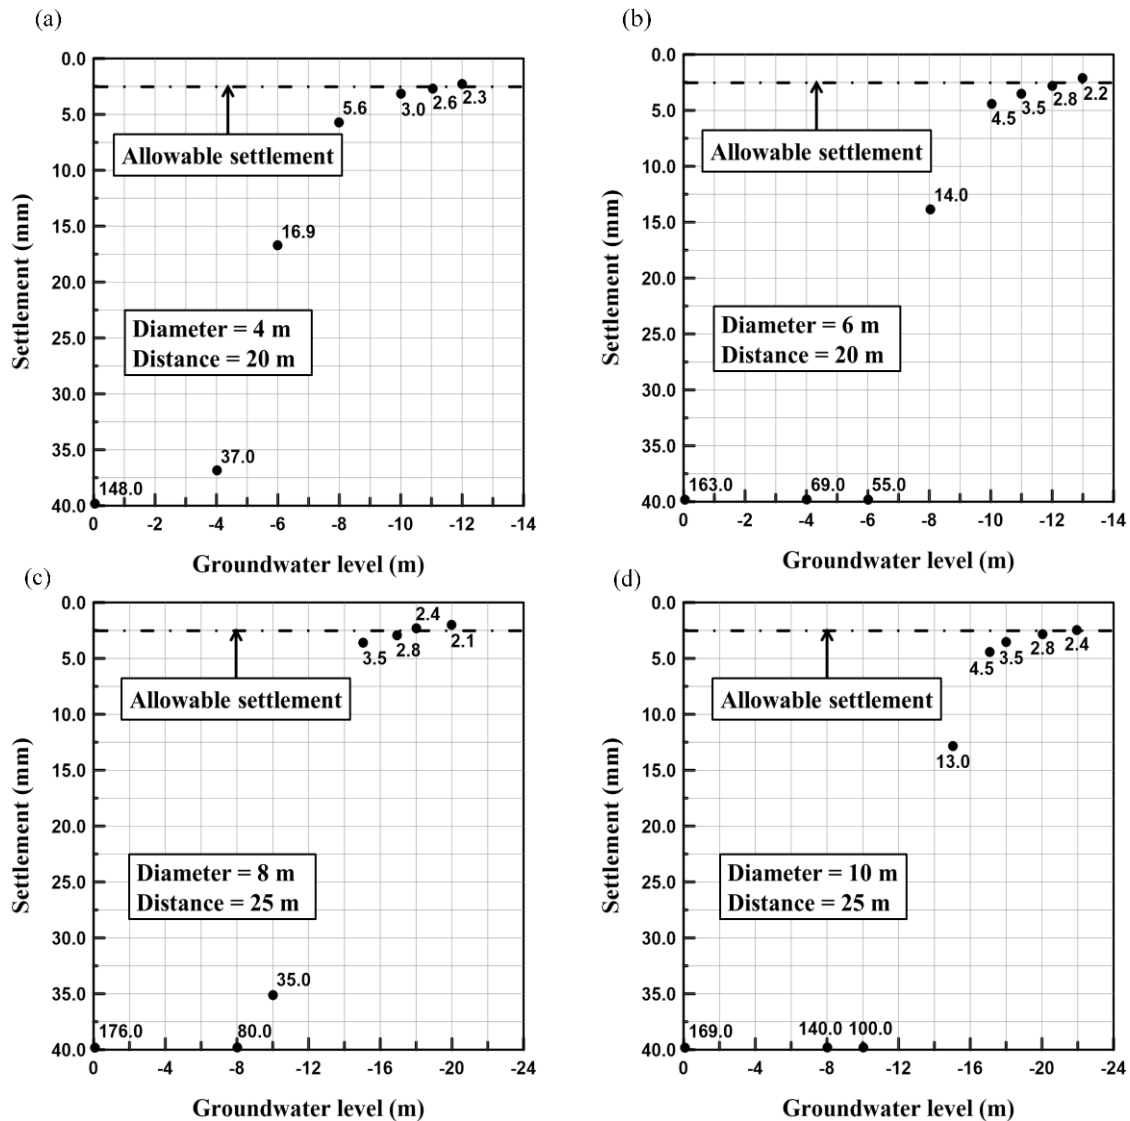 (a)
0.0
5.0
10.0
15.0
20.0
25.0
30.0
35.0
40.0
Settlement (mm)
Allowable settlement
5.6
3.0
2.6
2.3
16.9
Diameter = 4 m
Distance = 20 m
37.0
148.0
0 -2 -4 -6 -8 -10 -12 -14
Groundwater level (m)
(b)
0.0
5.0
10.0
15.0
20.0
25.0
30.0
35.0
40.0
Settlement (mm)
Allowable settlement
4.5
3.5
2.8
2.2
14.0
Diameter = 6 m
Distance = 20 m
163.0
69.0
55.0
0 -2 -4 -6 -8 -10 -12 -14
Groundwater level (m)
(c)
0.0
5.0
10.0
15.0
20.0
25.0
30.0
35.0
40.0
Settlement (mm)
Allowable settlement
3.5
2.8
2.4
2.1
Diameter = 8 m
Distance = 25 m
35.0
176.0
80.0
0 -4 -8 -12 -16 -20 -24
Groundwater level (m)
(d)
0.0
5.0
10.0
15.0
20.0
25.0
30.0
35.0
40.0
Settlement (mm)
Allowable settlement
4.5
3.5
2.8
2.4
13.0
Diameter = 10 m
Distance = 25 m
169.0
140.0
100.0
0 -4 -8 -12 -16 -20 -24
Groundwater level (m)